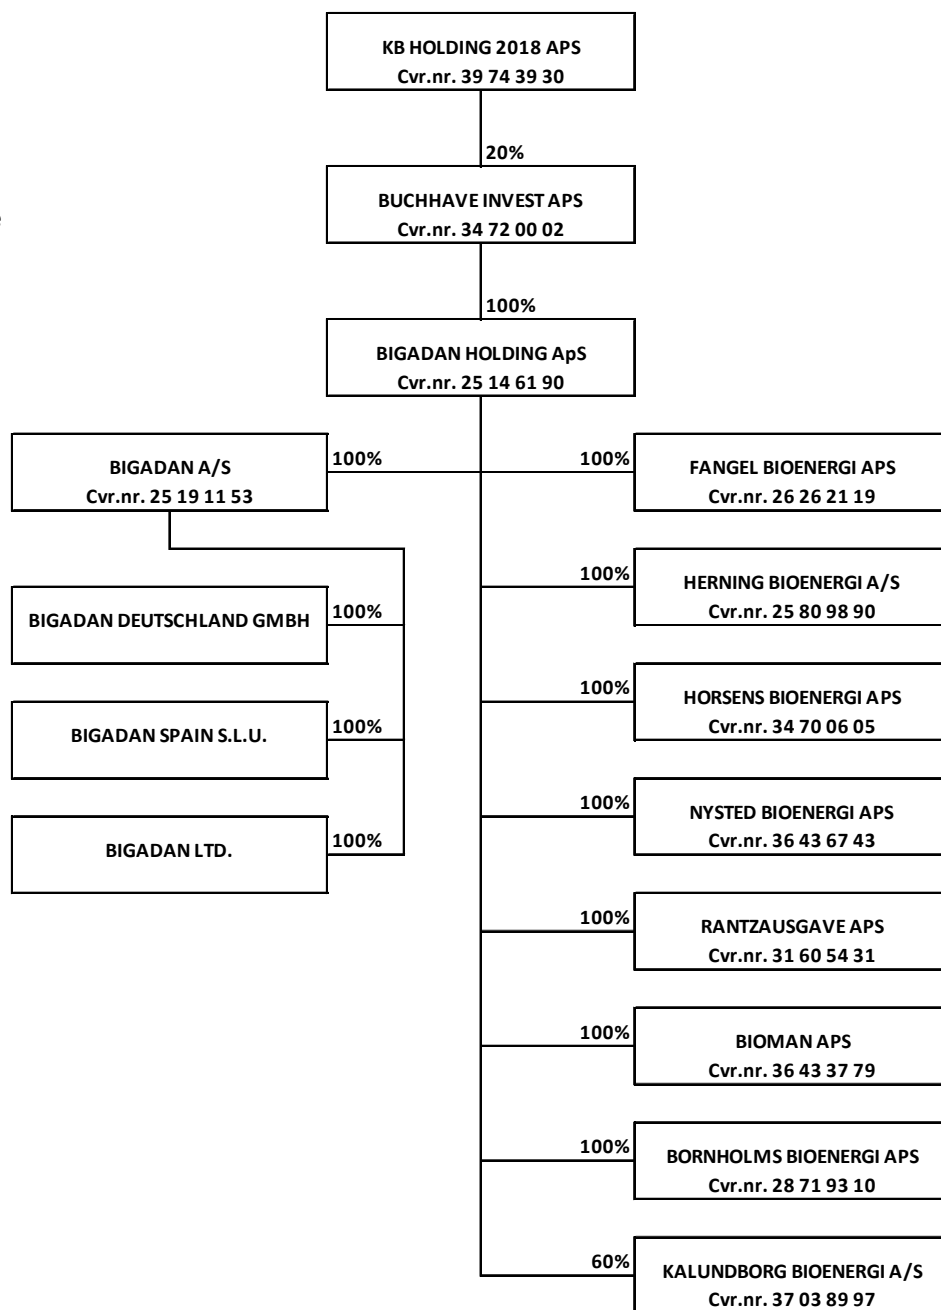 KB HOLDING 2018 APS
Cvr.nr. 39 74 39 30
20%
BUCHHAVE INVEST APS
Cvr.nr. 34 72 00 02
100%
BIGADAN HOLDING ApS
Cvr.nr. 25 14 61 90
BIGADAN A/S
Cvr.nr. 25 19 11 53
100%
100%
FANGEL BIOENERGI APS
Cvr.nr. 26 26 21 19
100%
HERNING BIOENERGI A/S
Cvr.nr. 25 80 98 90
BIGADAN DEUTSCHLAND GMBH
100%
100%
HORSENS BIOENERGI APS
Cvr.nr. 34 70 06 05
BIGADAN SPAIN S.L.U.
100%
100%
NYSTED BIOENERGI APS
Cvr.nr. 36 43 67 43
BIGADAN LTD.
100%
100%
RANTZAUSGAVE APS
Cvr.nr. 31 60 54 31
100%
BIOMAN APS
Cvr.nr. 36 43 37 79
100%
BORNHOLMS BIOENERGI APS
Cvr.nr. 28 71 93 10
60%
KALUNDBORG BIOENERGI A/S
Cvr.nr. 37 03 89 97